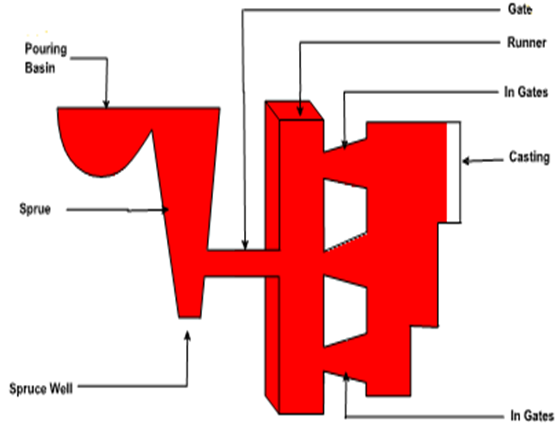 Gate
Runner
Pouring
Basin
In Gates
Casting
Sprue
Spruce Well
In Gates